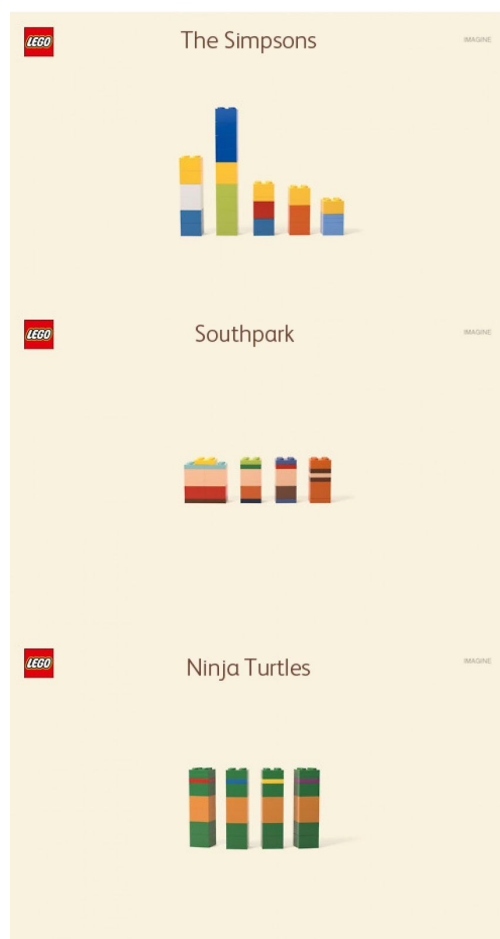 LEGO
The Simpsons
IMAGINE
LEGO
Southpark
IMAGINE
LEGO
Ninja Turtles
IMAGINE